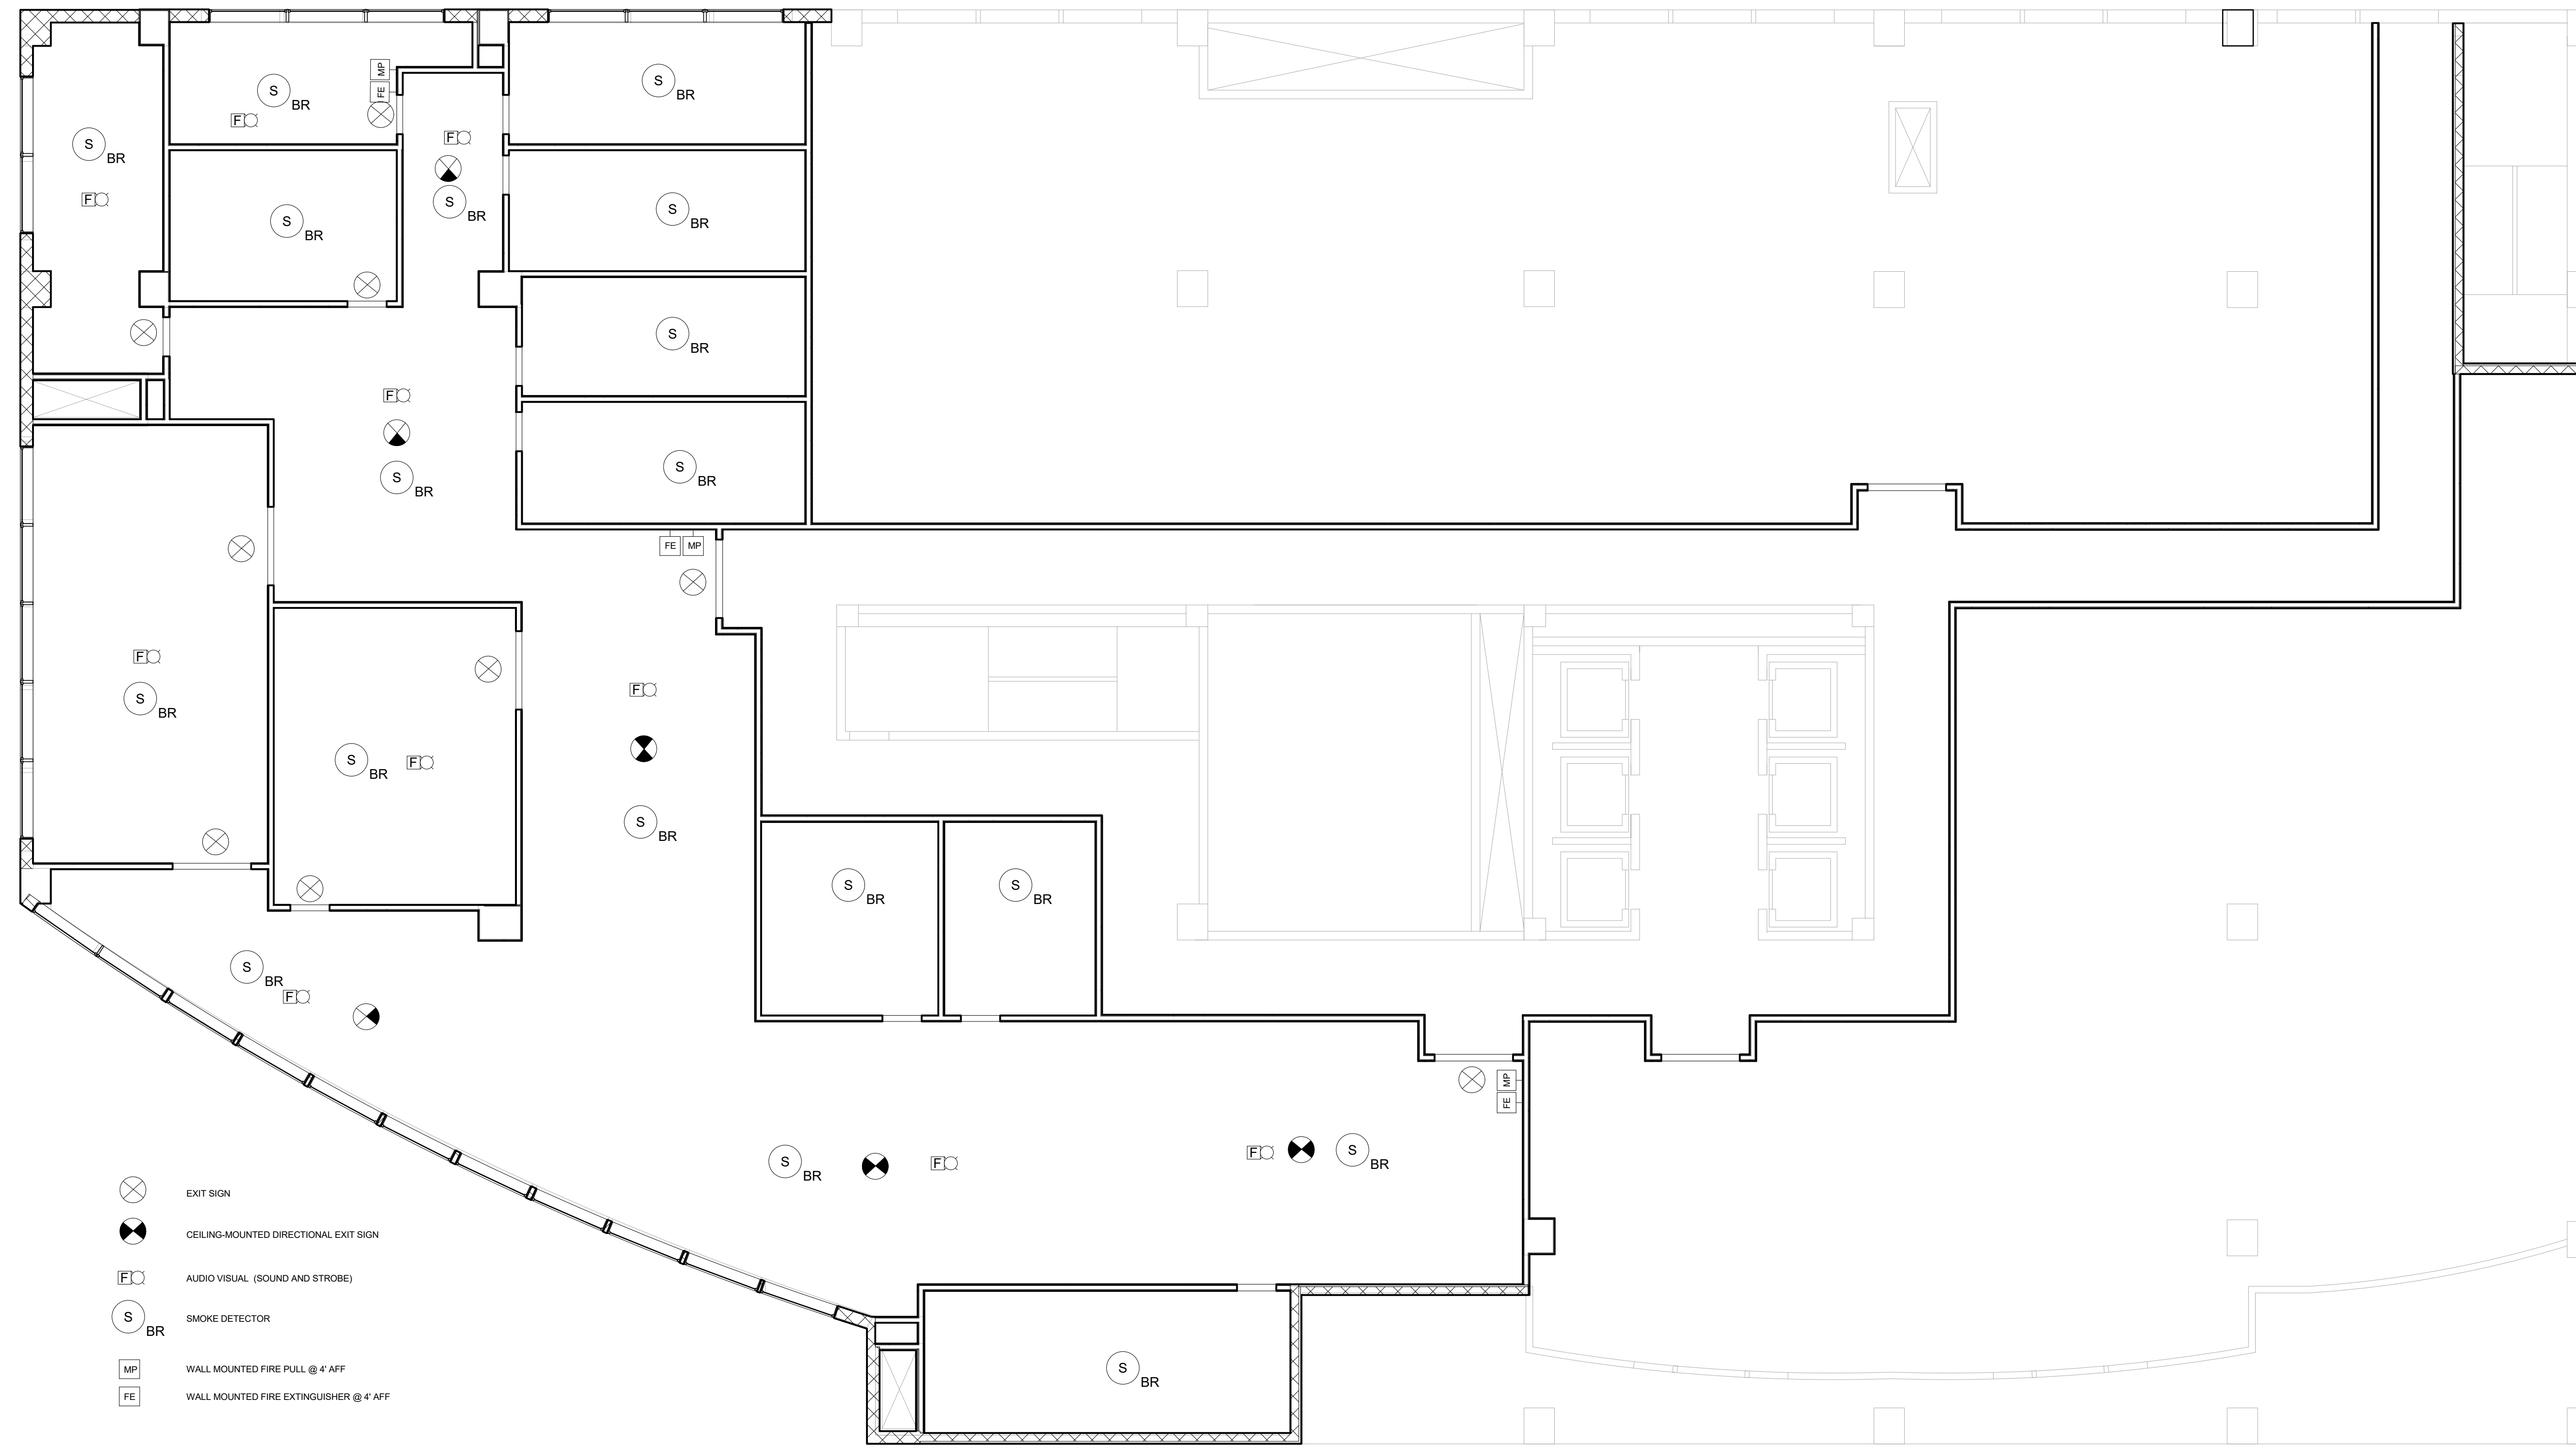 MP
FE
S
BR
F
S
BR
S
BR
F
S
BR
F
S
BR
S
BR
S
BR
F
S
BR
F
S
BR
S
BR
S
BR
FE MP
F
S
BR
F
S
BR
F
S
BR
S
BR
S
BR
S
BR
F
MP
FE
S
BR
F
F
S
BR
EXIT SIGN
CEILING-MOUNTED DIRECTIONAL EXIT SIGN
F AUDIO VISUAL (SOUND AND STROBE)
S
BR
SMOKE DETECTOR
MP WALL MOUNTED FIRE PULL @ 4' AFF
S
BR
FE WALL MOUNTED FIRE EXTINGUISHER @ 4' AFF